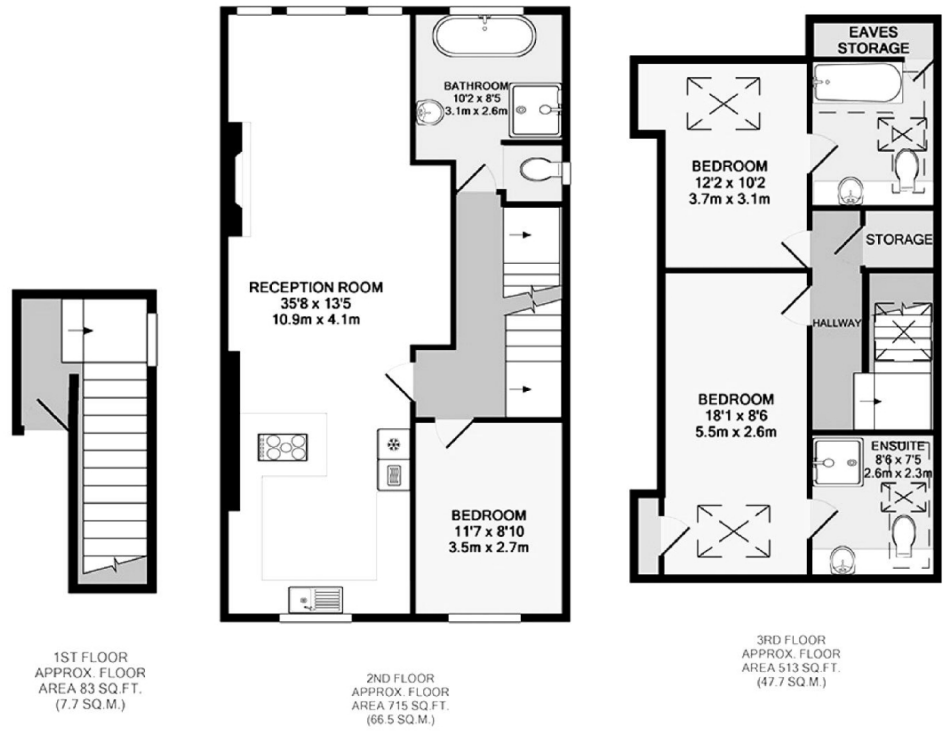 1ST FLOOR
APPROX. FLOOR
AREA 83 SQ.FT.
(7.7 SQ.M.)
BATHROOM
10'2 x 8'5
3.1m x 2.6m
RECEPTION ROOM
35'8 x 13'5
10.9m x 4.1m
BEDROOM
11'7 x 8'10
3.5m x 2.7m
2ND FLOOR
APPROX. FLOOR
AREA 715 SQ.FT.
(66.5 SQ.M.)
EAVES
STORAGE
BEDROOM
12'2 x 10'2
3.7m x 3.1m
STORAGE
HALLWAY
BEDROOM
18'1 x 8'6
5.5m x 2.6m
ENSUITE
8'6 x 7'5
2.6m x 2.3m
3RD FLOOR
APPROX. FLOOR
AREA 513 SQ.FT.
(47.7 SQ.M.)